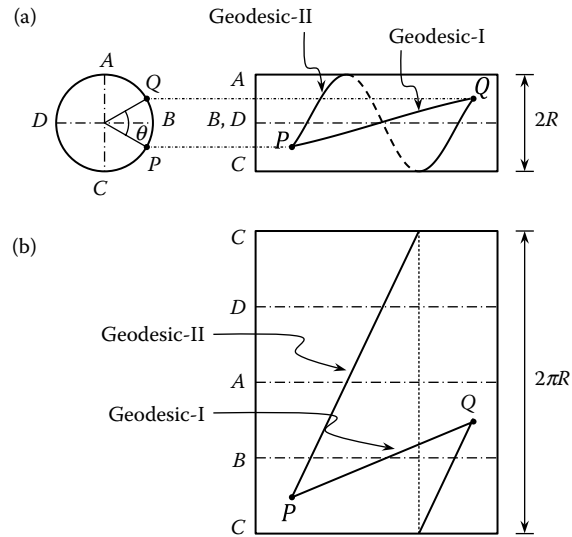 (a)
Geodesic-II
Geodesic-I
A
Q
D
B
θ
P
C
A
B, D
C
P
Q
2R
(b)
C
D
Geodesic-II
A
Geodesic-I
B
C
P
Q
2πR